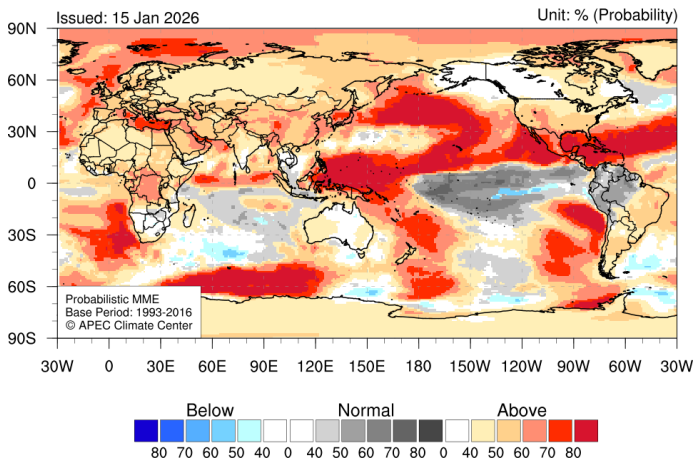 Issued: 15 Jan 2026
Unit: % (Probability)
90N
60N
30N
0
30S
60S
90S
Probabilistic MME
Base Period: 1993-2016
© APEC Climate Center
30W 0 30E 60E 90E 120E 150E 180 150W 120W 90W 60W 30W
Below Normal Above
80 70 60 50 40 0 40 50 60 70 80 0 40 50 60 70 80